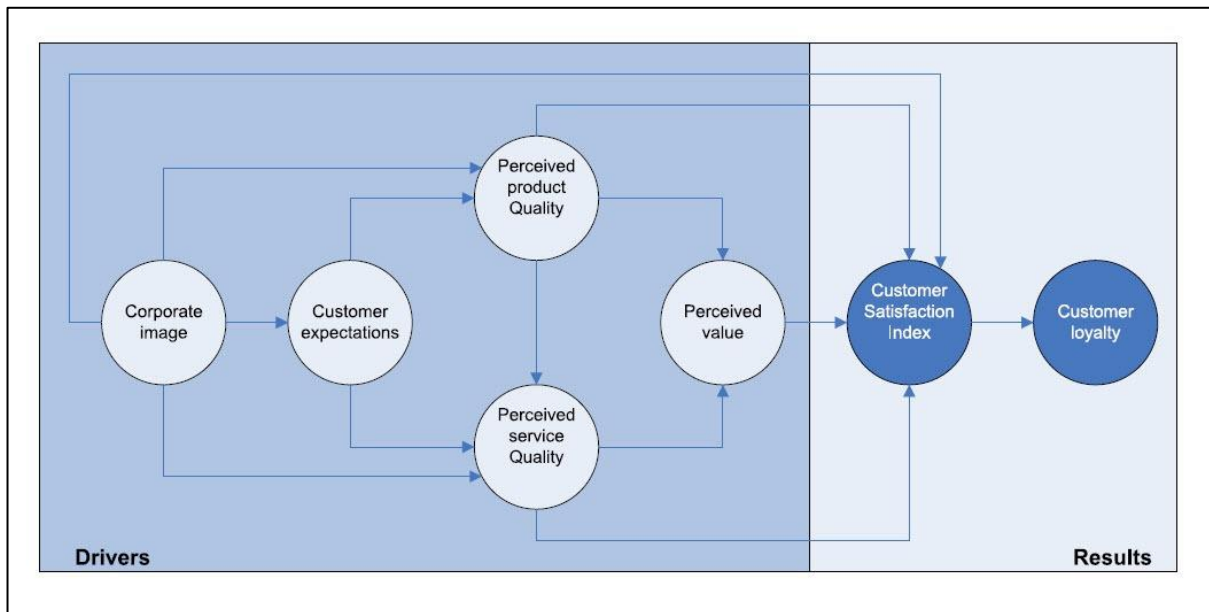 Perceived
product
Quality
Corporate
image
Customer
expectations
Perceived
value
Customer
Satisfaction
Index
Customer
loyalty
Perceived
service
Quality
Drivers
Results